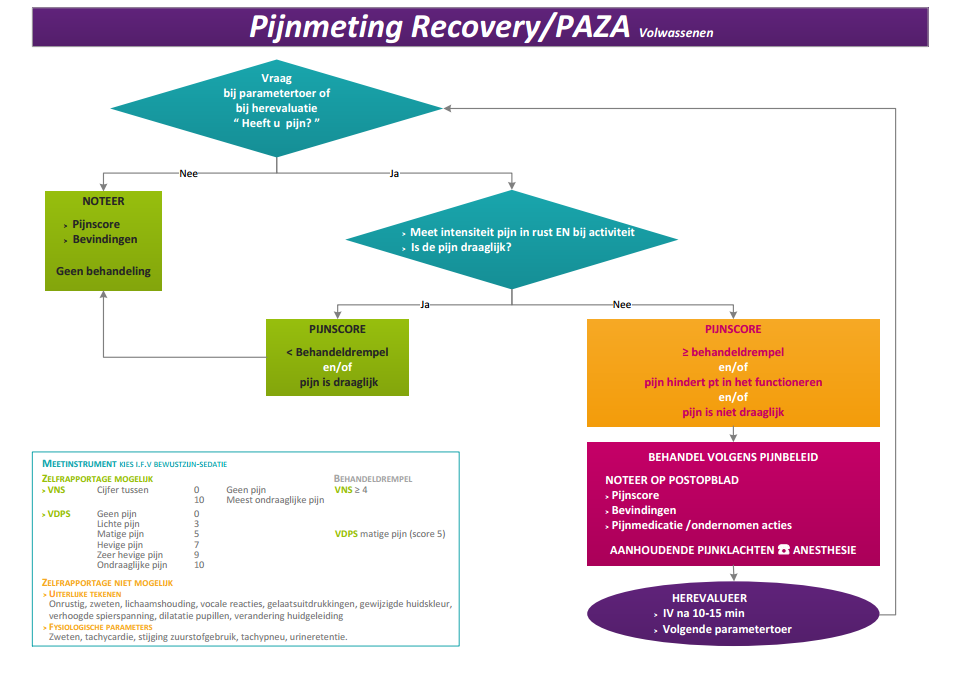 Pijnmeting Recovery/PAZA Volwassenen
Vraag
bij parametertoer of
bij herevaluatie
“ Heeft u pijn? ”
Nee
Ja
NOTEER
> Pijnscore
> Bevindingen
Geen behandeling
> Meet intensiteit pijn in rust EN bij activiteit
> Is de pijn draaglijk?
Ja
Nee
PIJNSCORE
< Behandeldrempel
en/of
pijn is draaglijk
PIJNSCORE
≥ behandeldrempel
en/of
pijn hindert pt in het functioneren
en/of
pijn is niet draaglijk
BEHANDEL VOLGENS PIJNBELEID
NOTEER OP POSTOPBLAD
> Pijnscore
> Bevindingen
> Pijnmedicatie /ondernomen acties
AANHOUDENDE PIJNKLACHTEN ☎ ANESTHESIE
HEREVALUEER
> IV na 10-15 min
> Volgende parametertoer
MEETINSTRUMENT KIES I.F.V BEWUSTZIJN-SEDATIE
ZELFRAPPORTAGE MOGELIJK BEHANDELDREMPEL
> VNS Cijfer tussen 0 Geen pijn VNS ≥ 4
10 Meest ondraaglijke pijn
> VDPS Geen pijn 0
Lichte pijn 3
Matige pijn 5 VDPS matige pijn (score 5)
Hevige pijn 7
Zeer hevige pijn 9
Ondraaglijke pijn 10
ZELFRAPPORTAGE NIET MOGELIJK
> UITERLIJKE TEKENEN
Onrustig, zweten, lichaamshouding, vocale reacties, gelaatsuitdrukkingen, gewijzigde huidskleur,
verhoogde spierspanning, dilatatie pupillen, verandering huidgeleiding
> FYSIOLOGISCHE PARAMETERS
Zweten, tachycardie, stijging zuurstofgebruik, tachypneu, urineretentie.